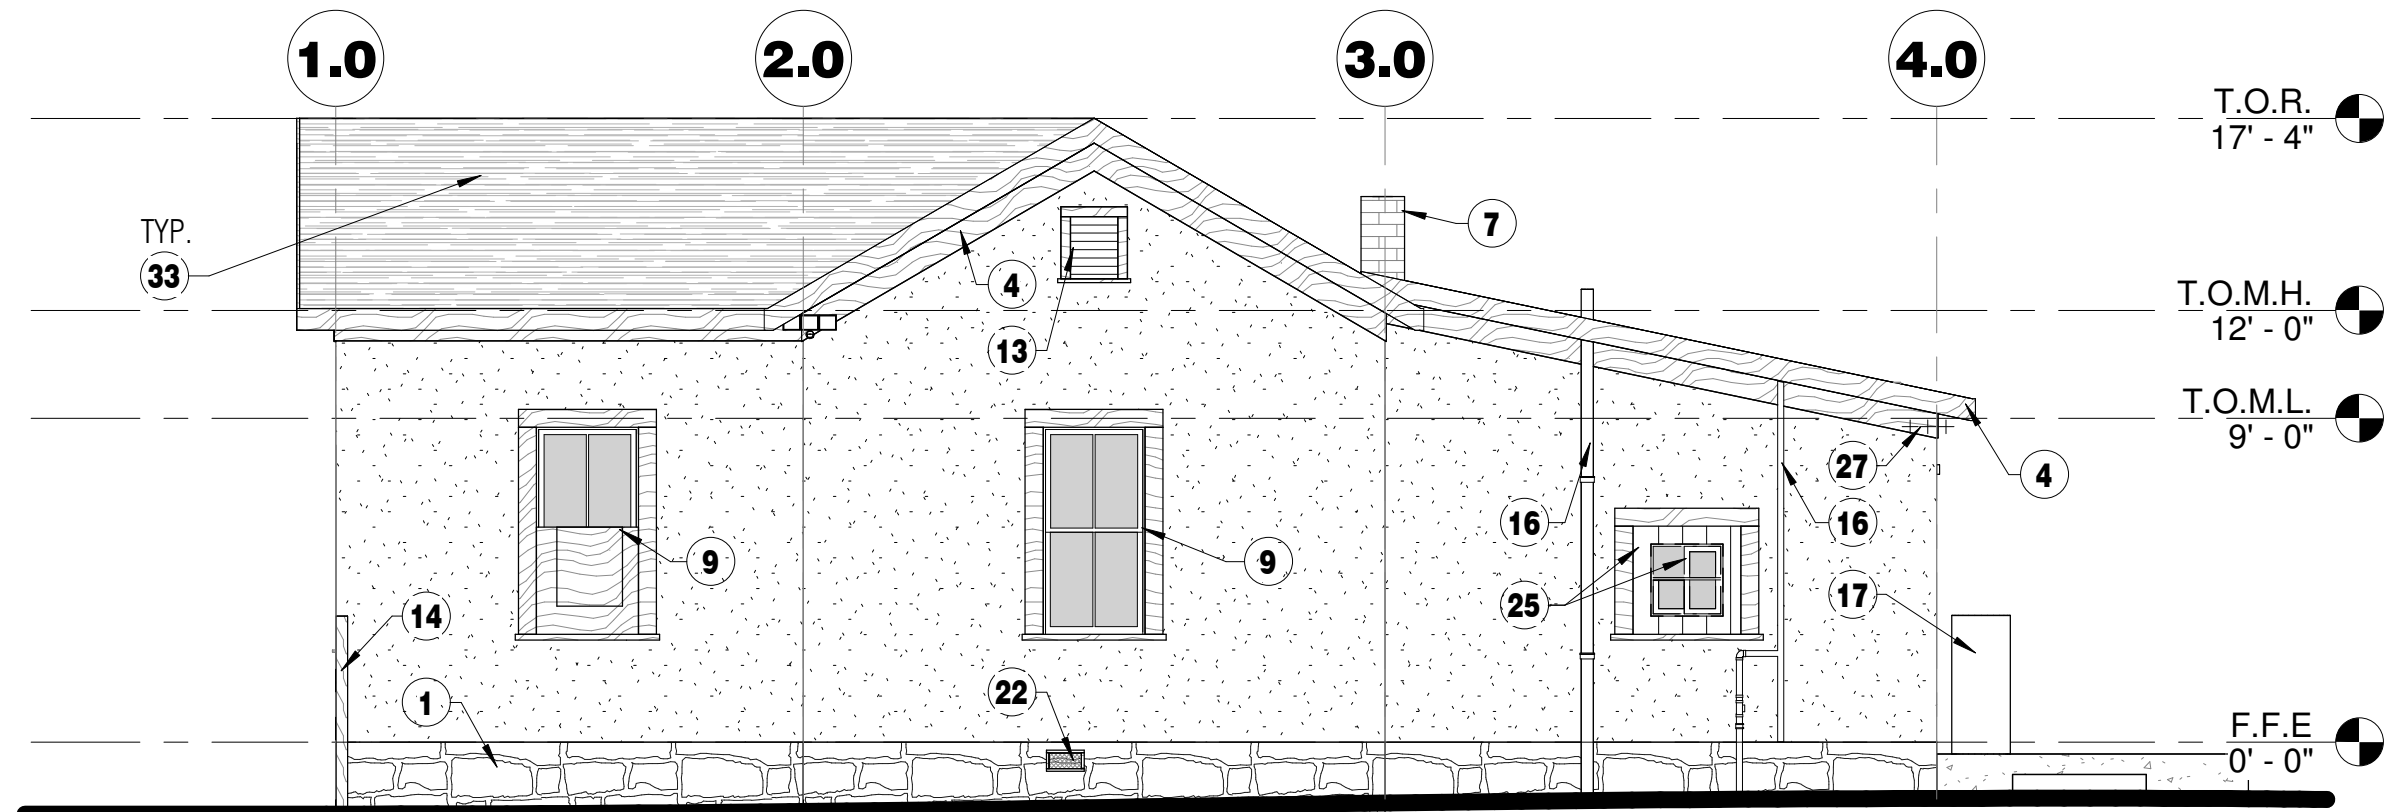 1.0
2.0
3.0
4.0
T.O.R.
17' - 4"
TYP.
33
7
4
13
T.O.M.H.
12' - 0"
T.O.M.L.
9' - 0"
27
4
16
16
9
9
25
17
14
1
22
F.F.E
0' - 0"